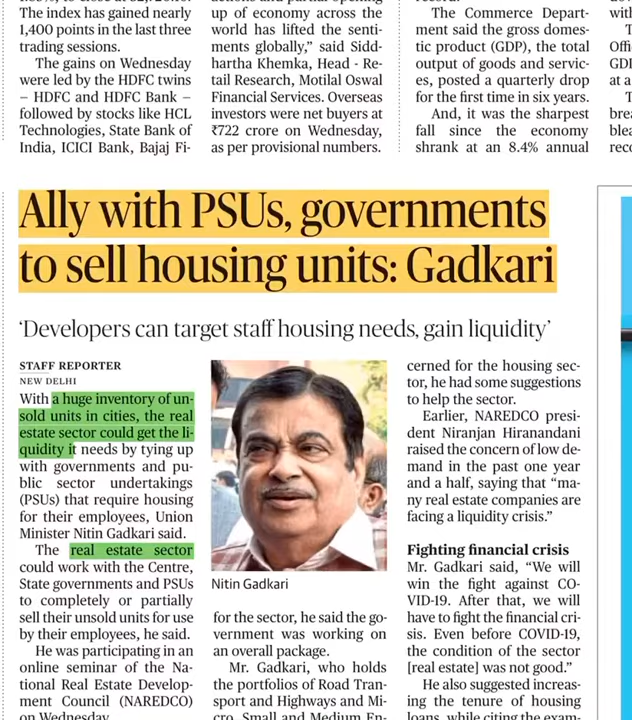 The index has gained nearly
1,400 points in the last three
trading sessions.
The gains on Wednesday
were led by the HDFC twins
– HDFC and HDFC Bank –
followed by stocks like HCL
Technologies, State Bank of
India, ICICI Bank, Bajaj Fi-
up of economy across the
world has lifted the senti-
ments globally,” said Sidd-
hartha Khemka, Head - Re-
tail Research, Motilal Oswal
Financial Services. Overseas
investors were net buyers at
₹722 crore on Wednesday,
as per provisional numbers.
The Commerce Depart-
ment said the gross domes-
tic product (GDP), the total
output of goods and servic-
es, posted a quarterly drop
for the first time in six years.
And, it was the sharpest
fall since the economy
shrank at an 8.4% annual
Ally with PSUs, governments
to sell housing units: Gadkari
‘Developers can target staff housing needs, gain liquidity’
STAFF REPORTER
NEW DELHI
With a huge inventory of un-
sold units in cities, the real
estate sector could get the li-
quidity it needs by tying up
with governments and pu-
blic sector undertakings
(PSUs) that require housing
for their employees, Union
Minister Nitin Gadkari said.
The real estate sector
could work with the Centre,
State governments and PSUs
to completely or partially
sell their unsold units for use
by their employees, he said.
He was participating in an
online seminar of the Na-
tional Real Estate Develop-
ment Council (NAREDCO)
on Wednesday
Nitin Gadkari
for the sector, he said the go-
vernment was working on
an overall package.
Mr. Gadkari, who holds
the portfolios of Road Tran-
sport and Highways and Mi-
cro, Small and Medium En-
cerned for the housing sec-
tor, he had some suggestions
to help the sector.
Earlier, NAREDCO presi-
dent Niranjan Hiranandani
raised the concern of low de-
mand in the past one year
and a half, saying that “ma-
ny real estate companies are
facing a liquidity crisis.”
Fighting financial crisis
Mr. Gadkari said, “We will
win the fight against CO-
VID-19. After that, we will
have to fight the financial cri-
sis. Even before COVID-19,
the condition of the sector
[real estate] was not good.”
He also suggested increas-
ing the tenure of housing
loans, while citing the exam-